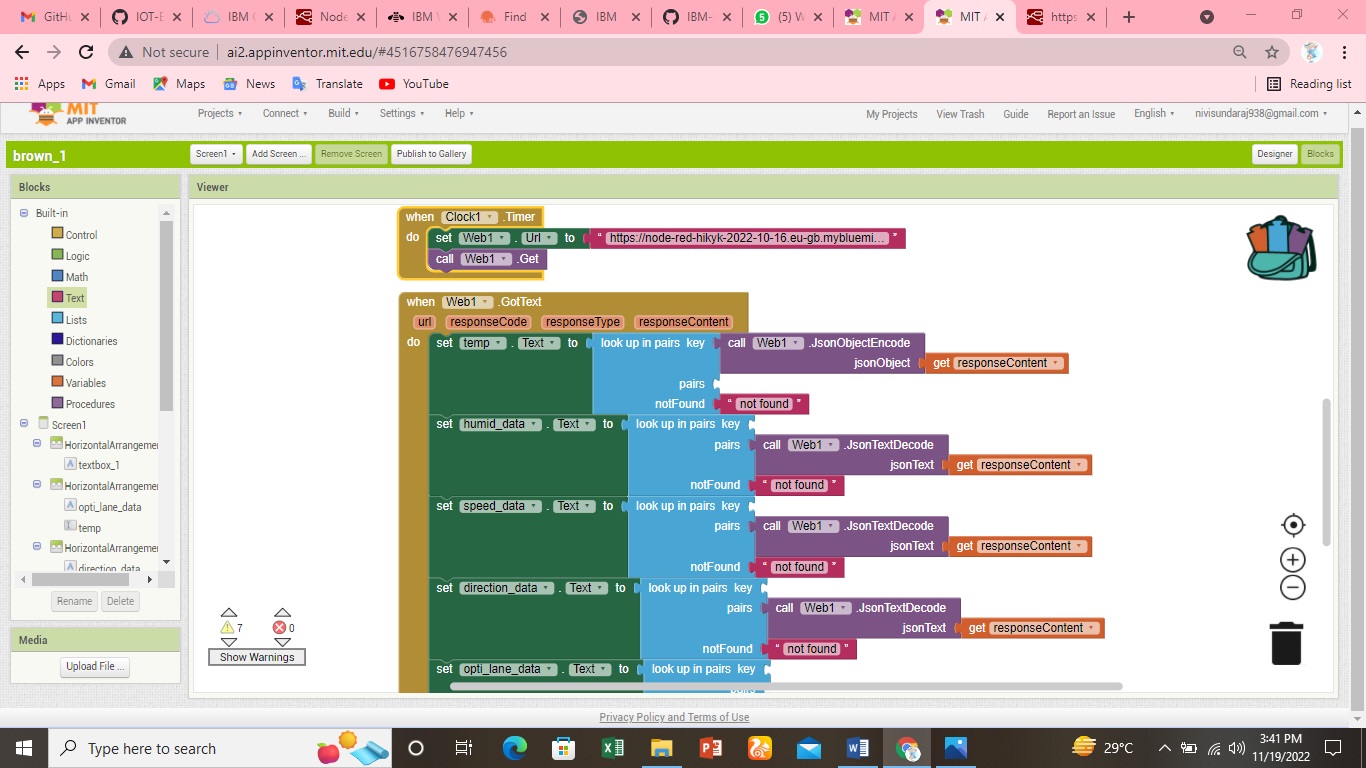 GitHu
IOT-E
IBM
Node
IBM
Find
IBM
IBM-
(5) W
MIT
MIT
https
Not secure | ai2.appinventor.mit.edu/#4516758476947456
Apps Gmail Maps News Translate YouTube Reading list
MIT
APP INVENTOR
Projects Connect Build Settings Help My Projects View Trash Guide Report an Issue English nivisundaraj938@gmail.com
brown_1 Screen1 Add Screen ... Remove Screen Publish to Gallery Designer Blocks
Blocks Viewer
Built-in
Control
Logic
Math
Text
Lists
Dictionaries
Colors
Variables
Procedures
Screen1
HorizontalArrangemer
textbox_1
HorizontalArrangemer
opti_lane_data
temp
HorizontalArrangemer
direction_data
Rename Delete
Media
Upload File ...
when Clock1 .Timer
do set Web1 . Url to " https://node-red-hikyk-2022-10-16.eu-gb.mybluemi... "
call Web1 .Get
when Web1 .GotText
url responseCode responseType responseContent
do set temp . Text to look up in pairs key call Web1 .JsonObjectEncode
jsonObject get responseContent
pairs
notFound " not found "
set humid_data . Text to look up in pairs key
pairs call Web1 .JsonTextDecode
jsonText get responseContent
notFound " not found "
set speed_data . Text to look up in pairs key
pairs call Web1 .JsonTextDecode
jsonText get responseContent
notFound " not found "
set direction_data . Text to look up in pairs key
pairs call Web1 .JsonTextDecode
jsonText get responseContent
notFound " not found "
set opti_lane_data . Text to look up in pairs key
pairs
7 0
Show Warnings
Privacy Policy and Terms of Use
Type here to search
29°C
3:41 PM
11/19/2022